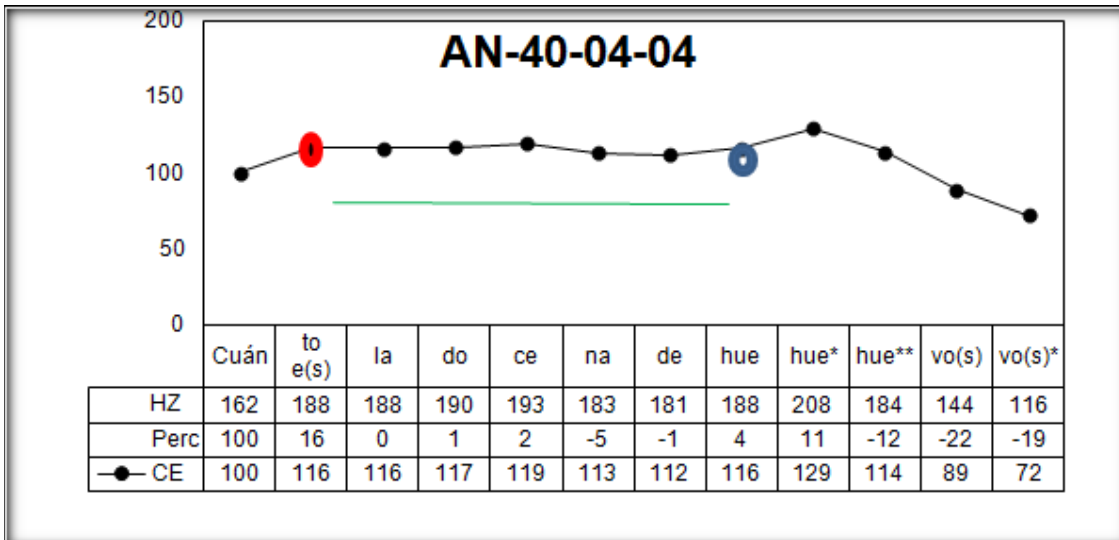 AN-40-04-04
200
150
100
50
0
Cuán to e(s) la do ce na de hue hue* hue** vo(s) vo(s)*
HZ 162 188 188 190 193 183 181 188 208 184 144 116
Perc 100 16 0 1 2 -5 -1 4 11 -12 -22 -19
CE 100 116 116 117 119 113 112 116 129 114 89 72